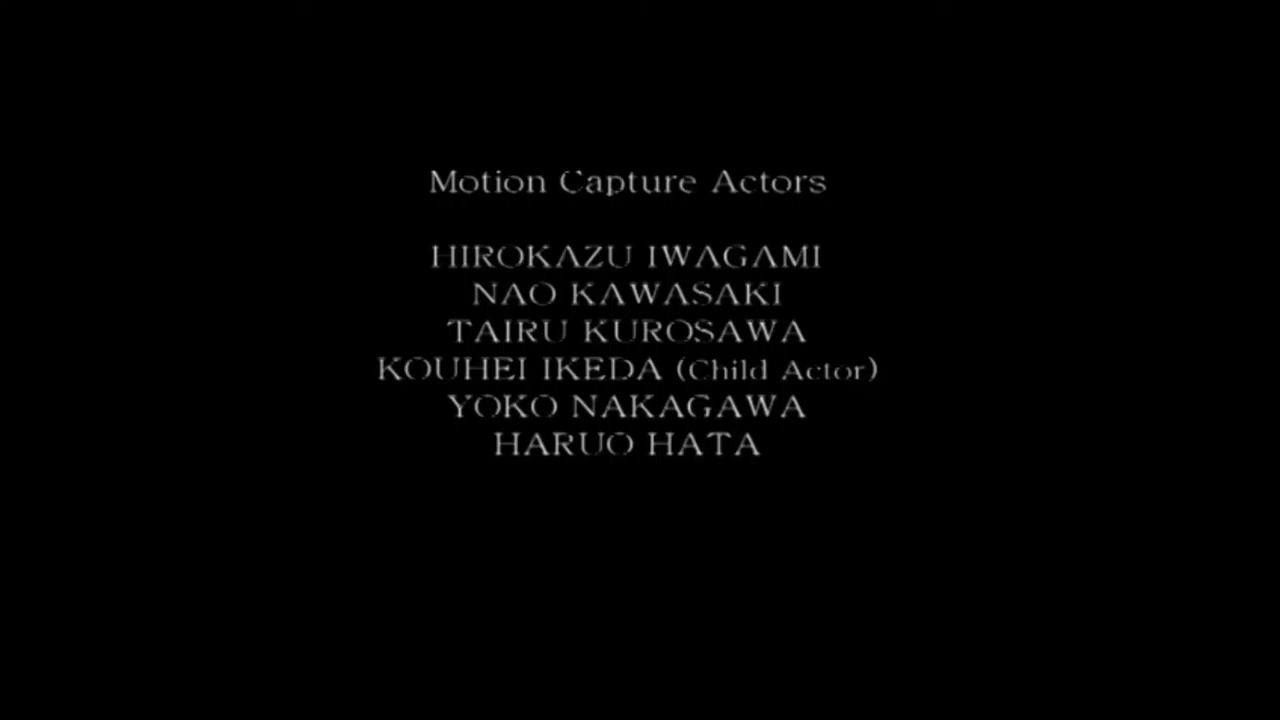 Motion Capture Actors
HIROKAZU IWAGAMI
NAO KAWASAKI
TAIRU KUROSAWA
KOUHEI IKEDA (Child Actor)
YOKO NAKAGAWA
HARUO HATA